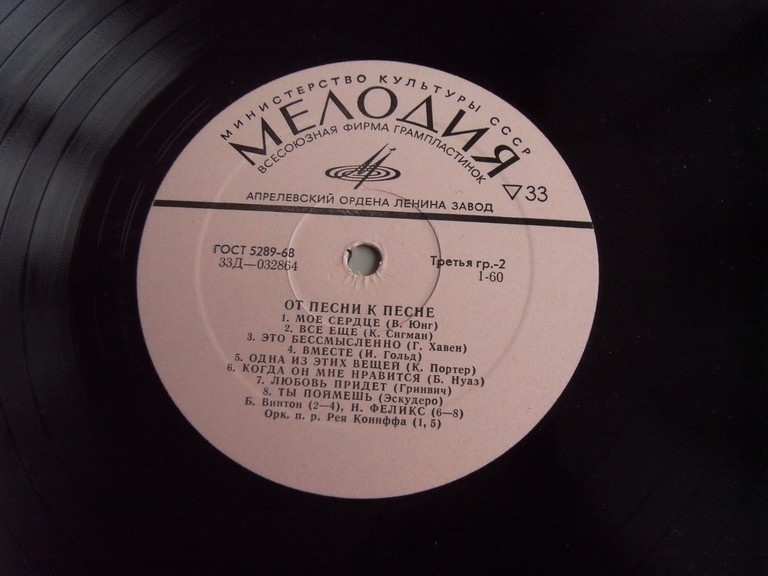 МИНИСТЕРСТВО КУЛЬТУРЫ СССР
МЕЛОДИЯ
ВСЕСОЮЗНАЯ ФИРМА ГРАМПЛАСТИНОК
▽33
АПРЕЛЕВСКИЙ ОРДЕНА ЛЕНИНА ЗАВОД
ГОСТ 5289-68
33Д—032864
Третья гр.-2
1-60
ОТ ПЕСНИ К ПЕСНЕ
1. МОЕ СЕРДЦЕ (В. Юнг)
2. ВСЕ ЕЩЕ (К. Сигман)
3. ЭТО БЕССМЫСЛЕННО (Г. Хавен)
4. ВМЕСТЕ (И. Гольд)
5. ОДНА ИЗ ЭТИХ ВЕЩЕЙ (К. Портер)
6. КОГДА ОН МНЕ НРАВИТСЯ (Б. Нуаз)
7. ЛЮБОВЬ ПРИДЕТ (Гринвич)
8. ТЫ ПОЙМЕШЬ (Эскудеро)
Б. Винтон (2—4), Н. ФЕЛИКС (6—8)
Орк. п. р. Рея Кониффа (1, 5)